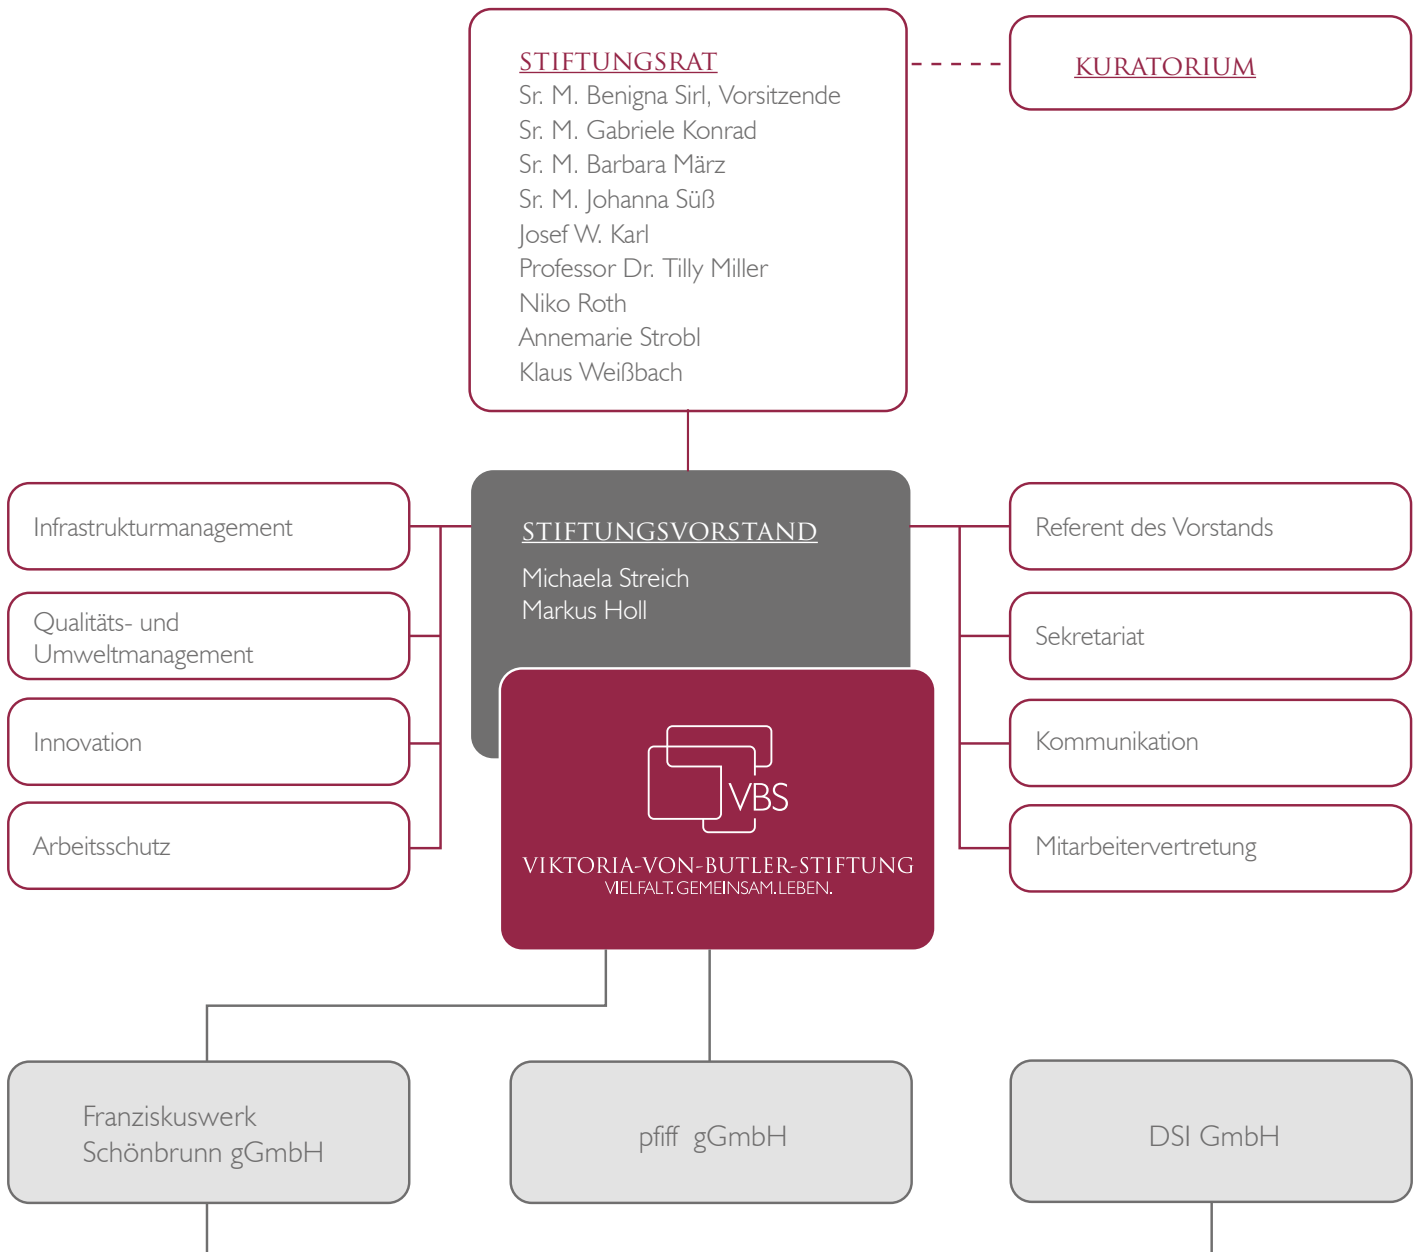 STIFTUNGSRAT
Sr. M. Benigna Sirl, Vorsitzende
Sr. M. Gabriele Konrad
Sr. M. Barbara März
Sr. M. Johanna Süß
Josef W. Karl
Professor Dr. Tilly Miller
Niko Roth
Annemarie Strobl
Klaus Weißbach
KURATORIUM
Infrastrukturmanagement
Qualitäts- und
Umweltmanagement
Innovation
Arbeitsschutz
STIFTUNGSVORSTAND
Michaela Streich
Markus Holl
VBS
VIKTORIA-VON-BUTLER-STIFTUNG
VIELFALT. GEMEINSAM. LEBEN.
Referent des Vorstands
Sekretariat
Kommunikation
Mitarbeitervertretung
Franziskuswerk
Schönbrunn gGmbH
pfiff gGmbH
DSI GmbH